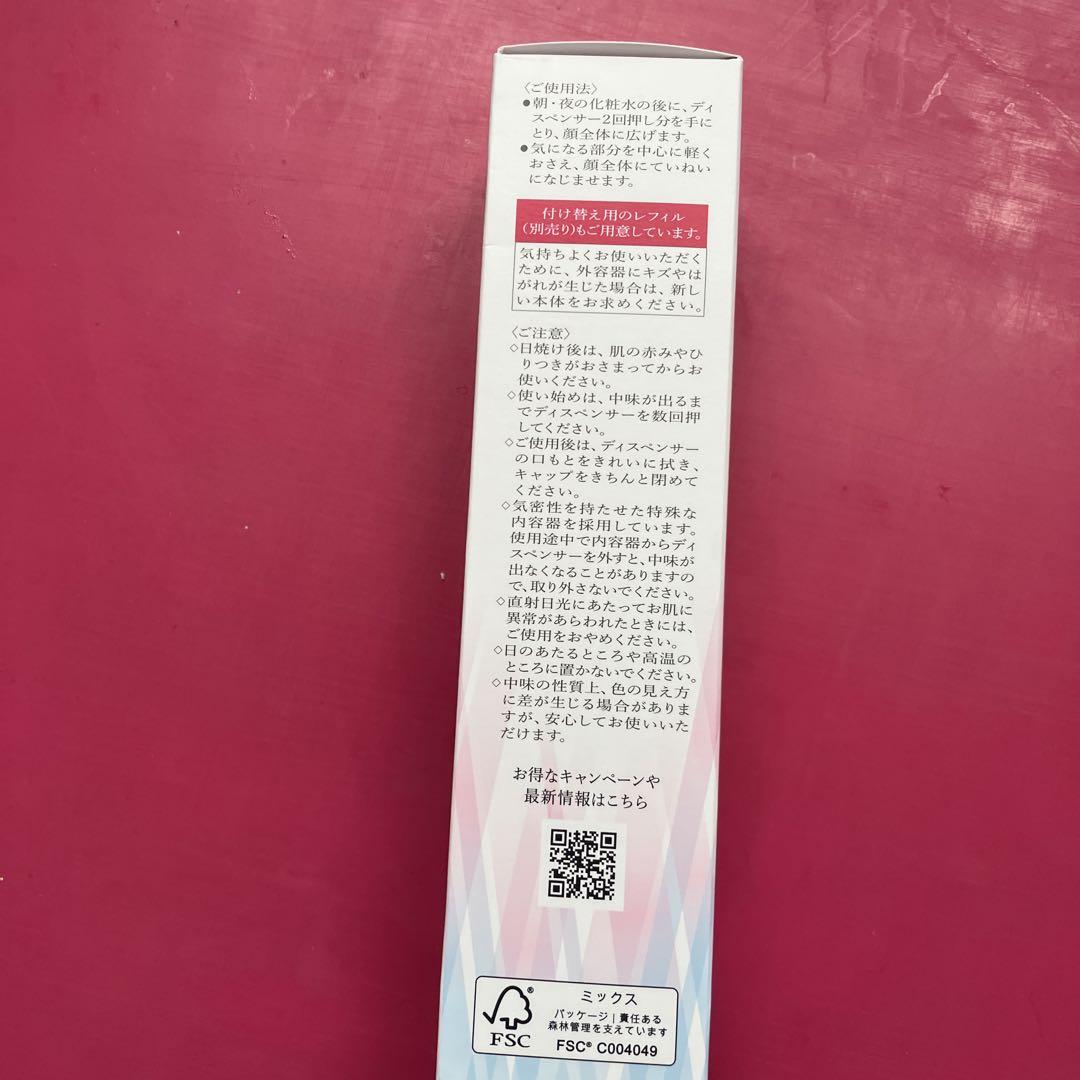 〈ご使用法〉
●朝・夜の化粧水の後に、ディ
スペンサー2回押し分を手に
とり、顔全体に広げます。
●気になる部分を中心に軽く
おさえ、顔全体にていねい
になじませます。
付け替え用のレフィル
(別売り)もご用意しています。
気持ちよくお使いいただく
ために、外容器にキズやは
がれが生じた場合は、新し
い本体をお求めください。
〈ご注意〉
◇日焼け後は、肌の赤みやひ
りつきがおさまってからお
使いください。
◇使い始めは、中味が出るま
でディスペンサーを数回押
してください。
◇ご使用後は、ディスペンサー
の口もとをきれいに拭き、
キャップをきちんと閉めて
ください。
◇気密性を持たせた特殊な
内容器を採用しています。
使用途中で内容器からディ
スペンサーを外すと、中味が
出なくなることがありますの
で、取り外さないでください。
◇直射日光にあたってお肌に
異常があらわれたときには、
ご使用をおやめください。
◇日のあたるところや高温の
ところに置かないでください。
◇中味の性質上、色の見え方
に差が生じる場合がありま
すが、安心してお使いいた
だけます。
お得なキャンペーンや
最新情報はこちら
ミックス
パッケージ|責任ある
森林管理を支えています
FSC® C004049
®
FSC